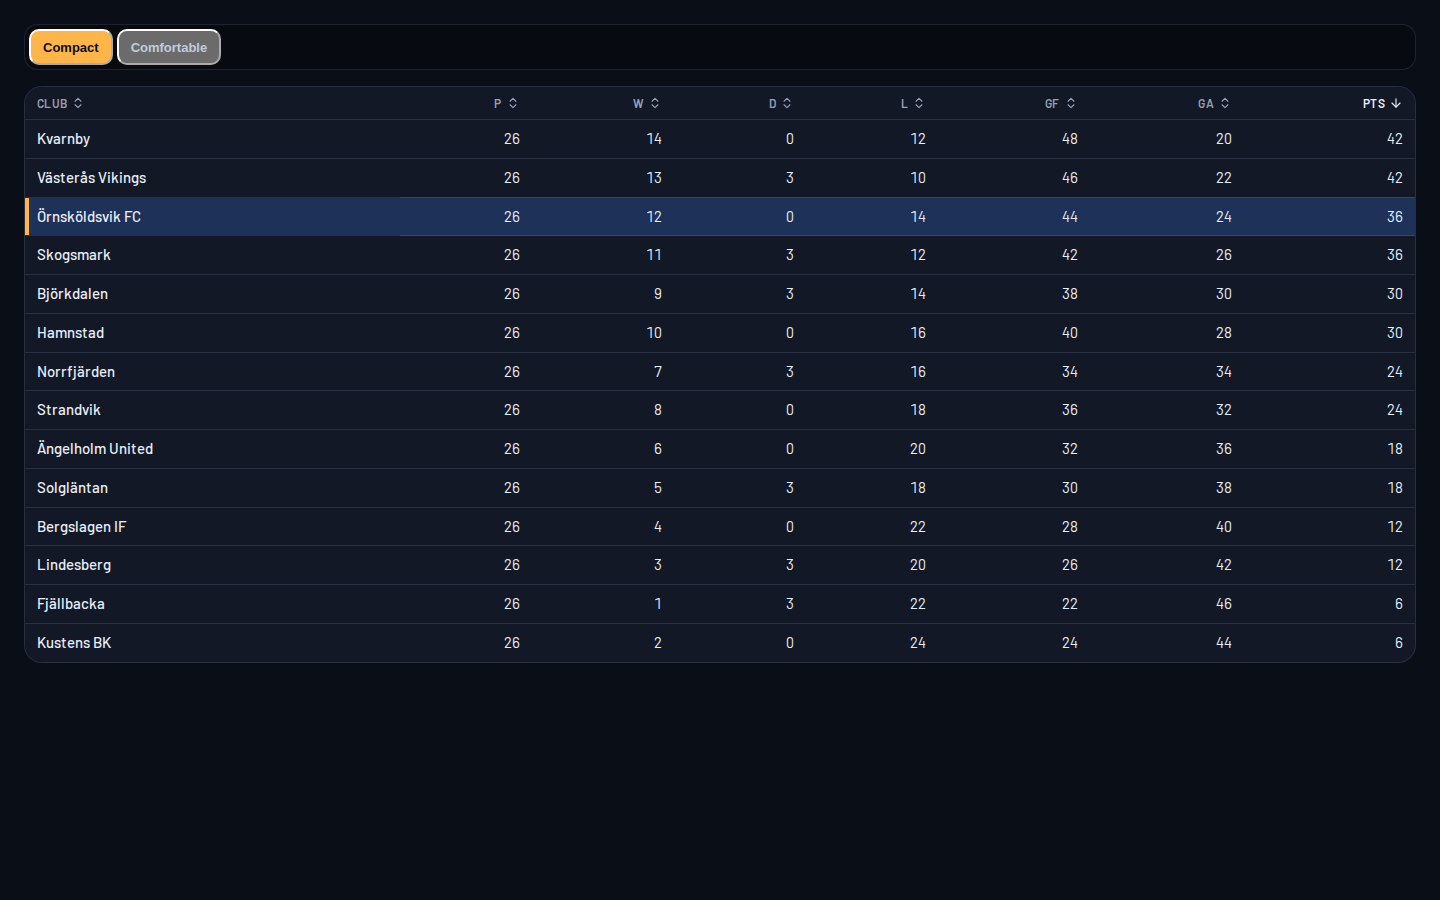 Compact Comfortable
CLUB P W D L GF GA PTS
Kvarnby 26 14 0 12 48 20 42
Västerås Vikings 26 13 3 10 46 22 42
Örnsköldsvik FC 26 12 0 14 44 24 36
Skogsmark 26 11 3 12 42 26 36
Björkdalen 26 9 3 14 38 30 30
Hamnstad 26 10 0 16 40 28 30
Norrfjärden 26 7 3 16 34 34 24
Strandvik 26 8 0 18 36 32 24
Ängelholm United 26 6 0 20 32 36 18
Solgläntan 26 5 3 18 30 38 18
Bergslagen IF 26 4 0 22 28 40 12
Lindesberg 26 3 3 20 26 42 12
Fjällbacka 26 1 3 22 22 46 6
Kustens BK 26 2 0 24 24 44 6